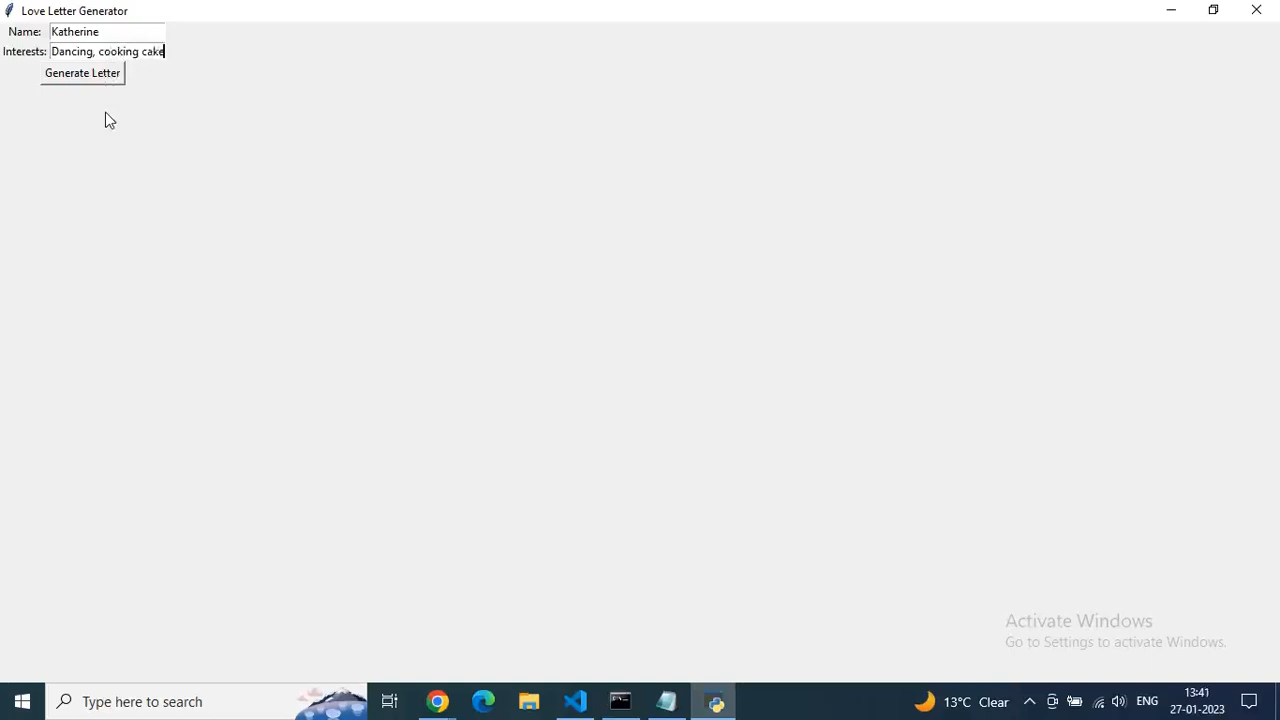 Love Letter Generator
Name: Katherine
Interests: Dancing, cooking cake
Generate Letter
Activate Windows
Go to Settings to activate Windows.
Type here to search
13°C Clear
ENG
13:41
27-01-2023